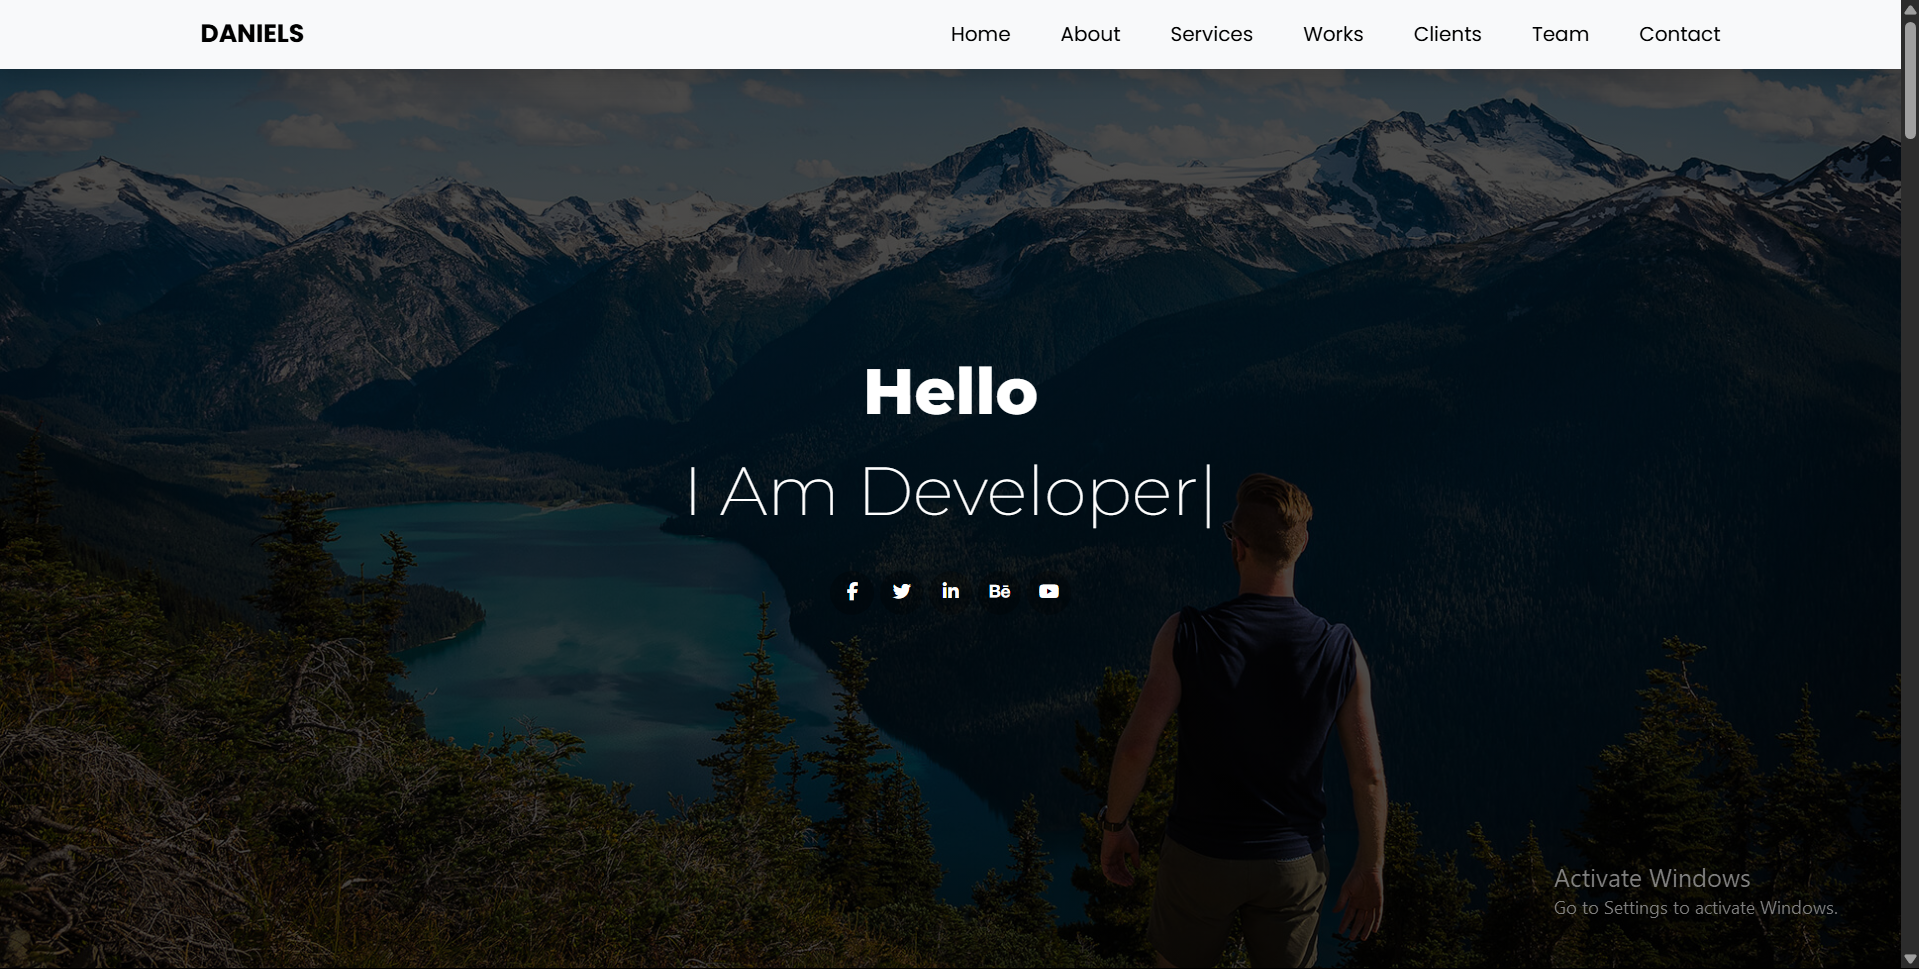 DANIELS Home About Services Works Clients Team Contact
Hello
I Am Developer|
f in Bē
Activate Windows
Go to Settings to activate Windows.